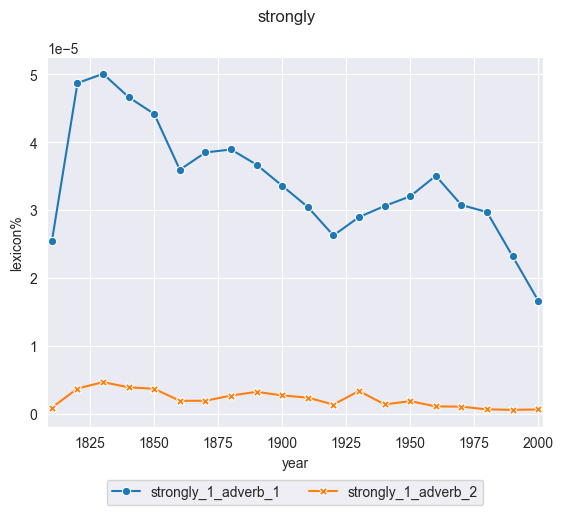 strongly
1e−5
5
4
3
2
1
0
lexicon%
1825 1850 1875 1900 1925 1950 1975 2000
year
strongly_1_adverb_1 strongly_1_adverb_2